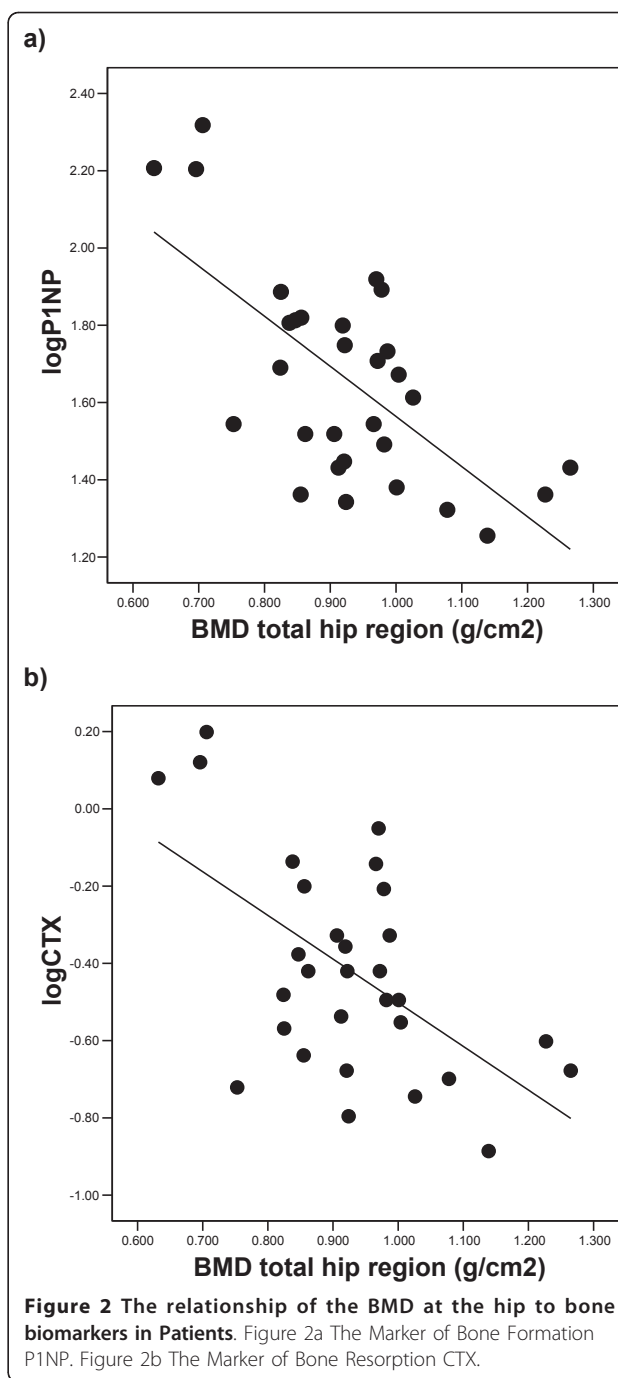 a)
2.40
2.20
2.00
1.80
1.60
1.40
1.20
logP1NP
0.600 0.700 0.800 0.900 1.000 1.100 1.200 1.300
BMD total hip region (g/cm2)
b)
0.20
0.00
-0.20
-0.40
-0.60
-0.80
-1.00
logCTX
0.600 0.700 0.800 0.900 1.000 1.100 1.200 1.300
BMD total hip region (g/cm2)
Figure 2 The relationship of the BMD at the hip to bone
biomarkers in Patients. Figure 2a The Marker of Bone Formation
P1NP. Figure 2b The Marker of Bone Resorption CTX.